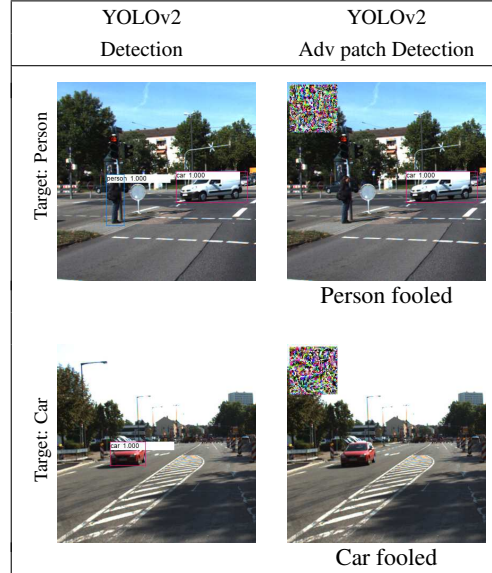 YOLOv2 YOLOv2
Detection Adv patch Detection
Target: Person
person 1.000
car 1.000
car 1.000
Person fooled
Target: Car
car 1.000
Car fooled